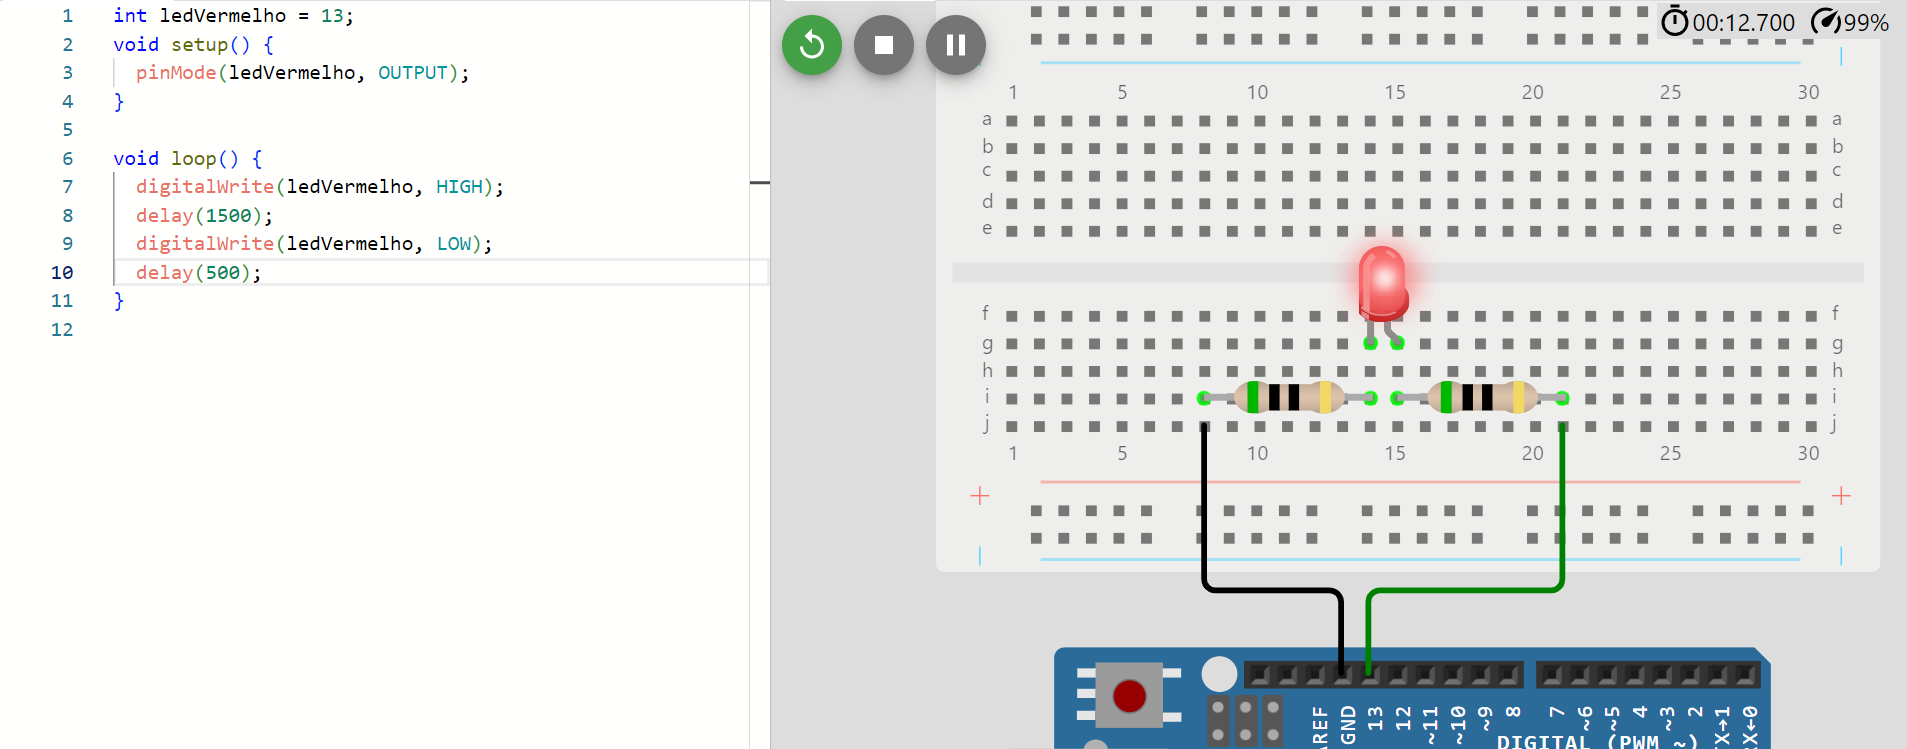 1 int ledVermelho = 13;
2 void setup() {
3 pinMode(ledVermelho, OUTPUT);
4 }
5
6 void loop() {
7 digitalWrite(ledVermelho, HIGH);
8 delay(1500);
9 digitalWrite(ledVermelho, LOW);
10 delay(500);
11 }
12
00:12.700 99%
1 5 10 15 20 25 30
a a
b b
c c
d d
e e
f f
g g
h h
i i
j j
1 5 10 15 20 25 30
+ +
AREF GND 13 12 ~11 ~10 ~9 8 7 ~6 ~5 4 ~3 2 TX→1 RX←0
DIGITAL (PWM ~)